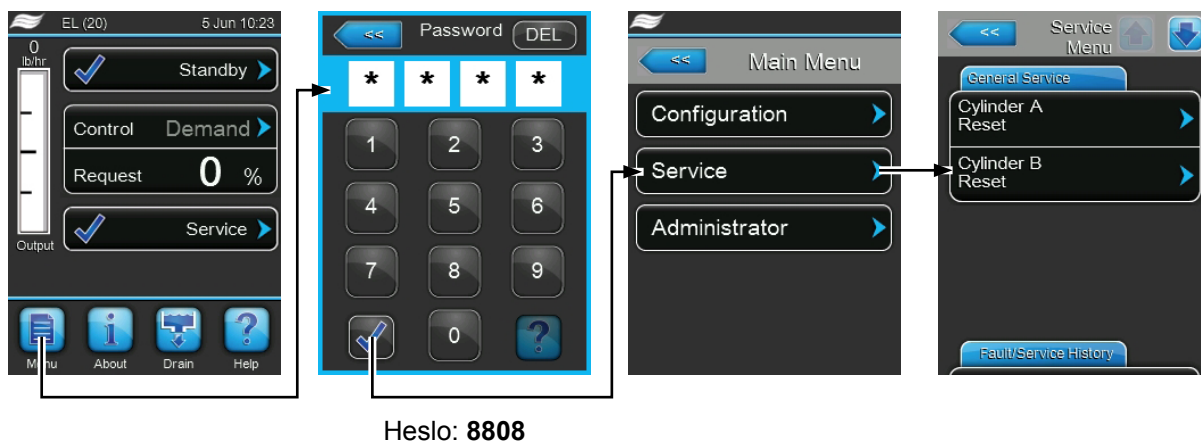 EL (20) 5 Jun 10:23
0
lb/hr
Standby
Control Demand
Request 0 %
Service
Output
Menu About Drain Help
<< Password DEL
* * * *
1 2 3
4 5 6
7 8 9
0 ?
Heslo: 8808
<< Main Menu
Configuration
Service
Administrator
<< Service
Menu
General Service
Cylinder A
Reset
Cylinder B
Reset
Fault/Service History